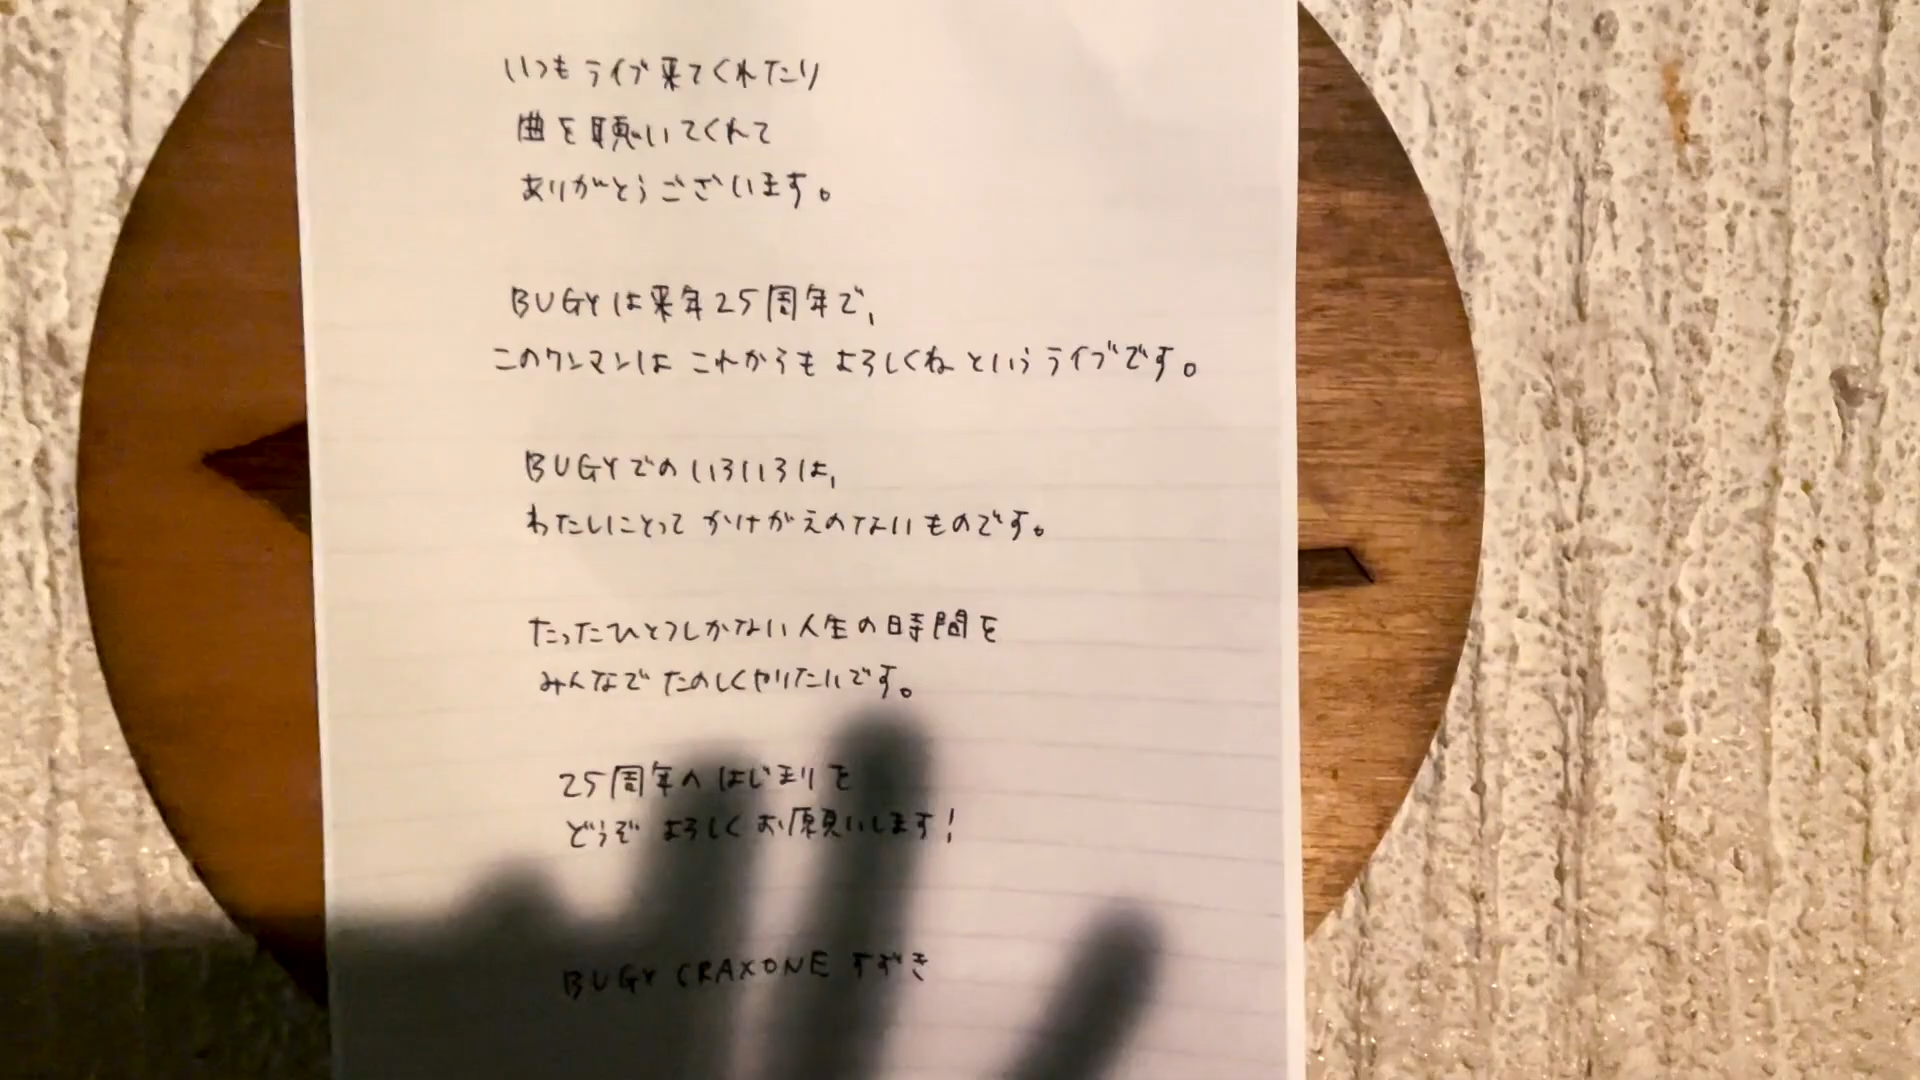 いつもライブ来てくれたり
曲を聴いてくれて
ありがとうございます。
BUGYは来年25周年で、
このワンマンは これからも よろしくね というライブです。
BUGYでのいろいろは、
わたしにとって かけがえのないものです。
たったひとつしかない人生の時間を
みんなで たのしくやりたいです。
25周年へ はじまりを
どうぞ よろしく お願いします!
BUGY CRAXONE すずき